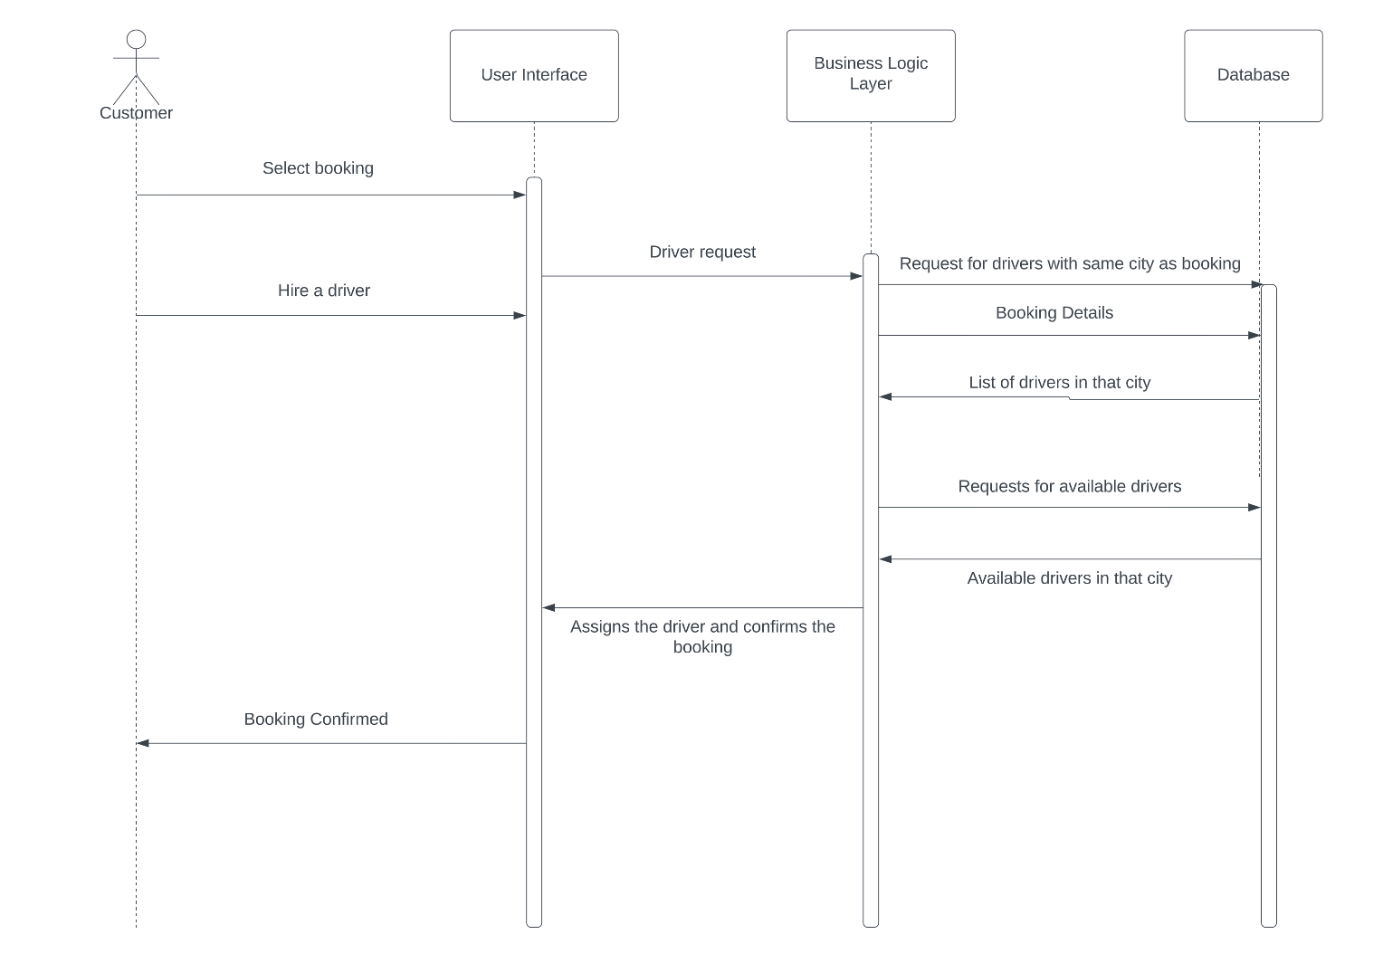 Customer
User Interface
Business Logic
Layer
Database
Select booking
Driver request
Request for drivers with same city as booking
Hire a driver
Booking Details
List of drivers in that city
Requests for available drivers
Available drivers in that city
Assigns the driver and confirms the
booking
Booking Confirmed